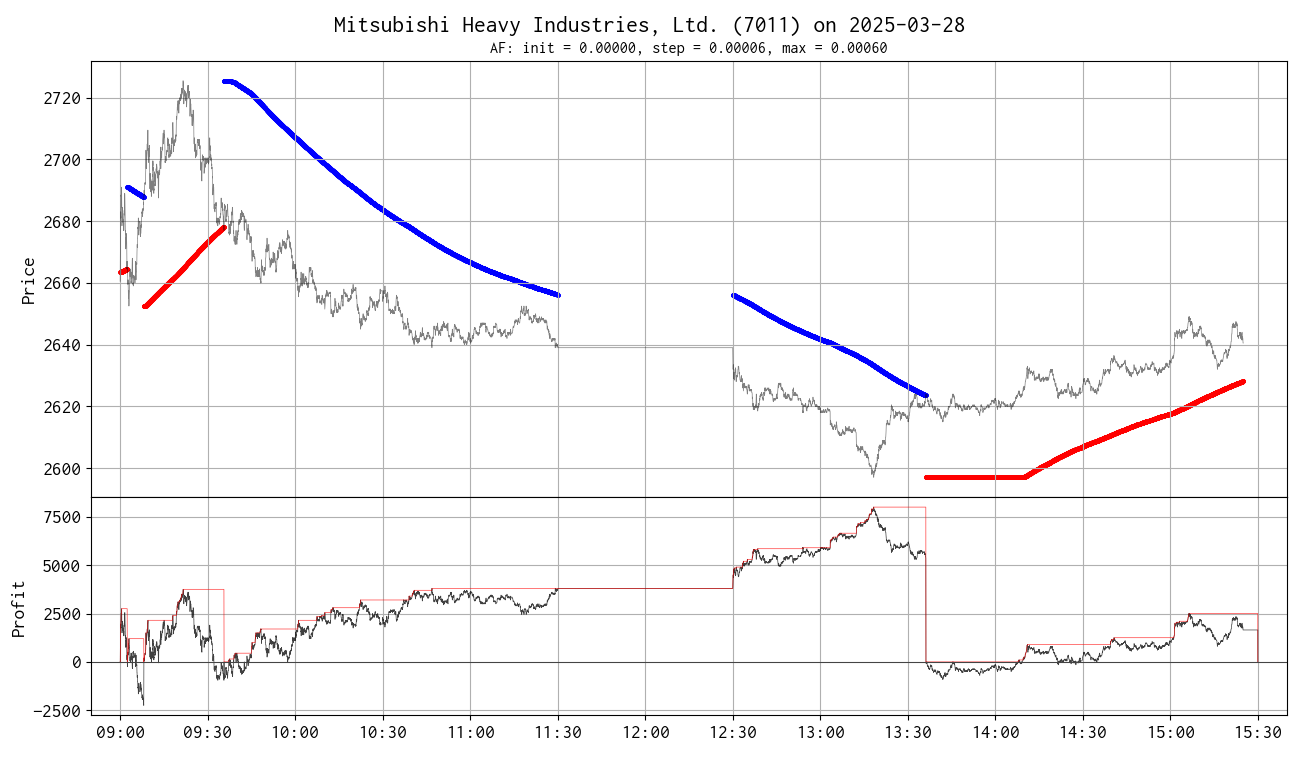 Mitsubishi Heavy Industries, Ltd. (7011) on 2025-03-28
AF: init = 0.00000, step = 0.00006, max = 0.00060
Price
2720
2700
2680
2660
2640
2620
2600
Profit
7500
5000
2500
0
−2500
09:00 09:30 10:00 10:30 11:00 11:30 12:00 12:30 13:00 13:30 14:00 14:30 15:00 15:30